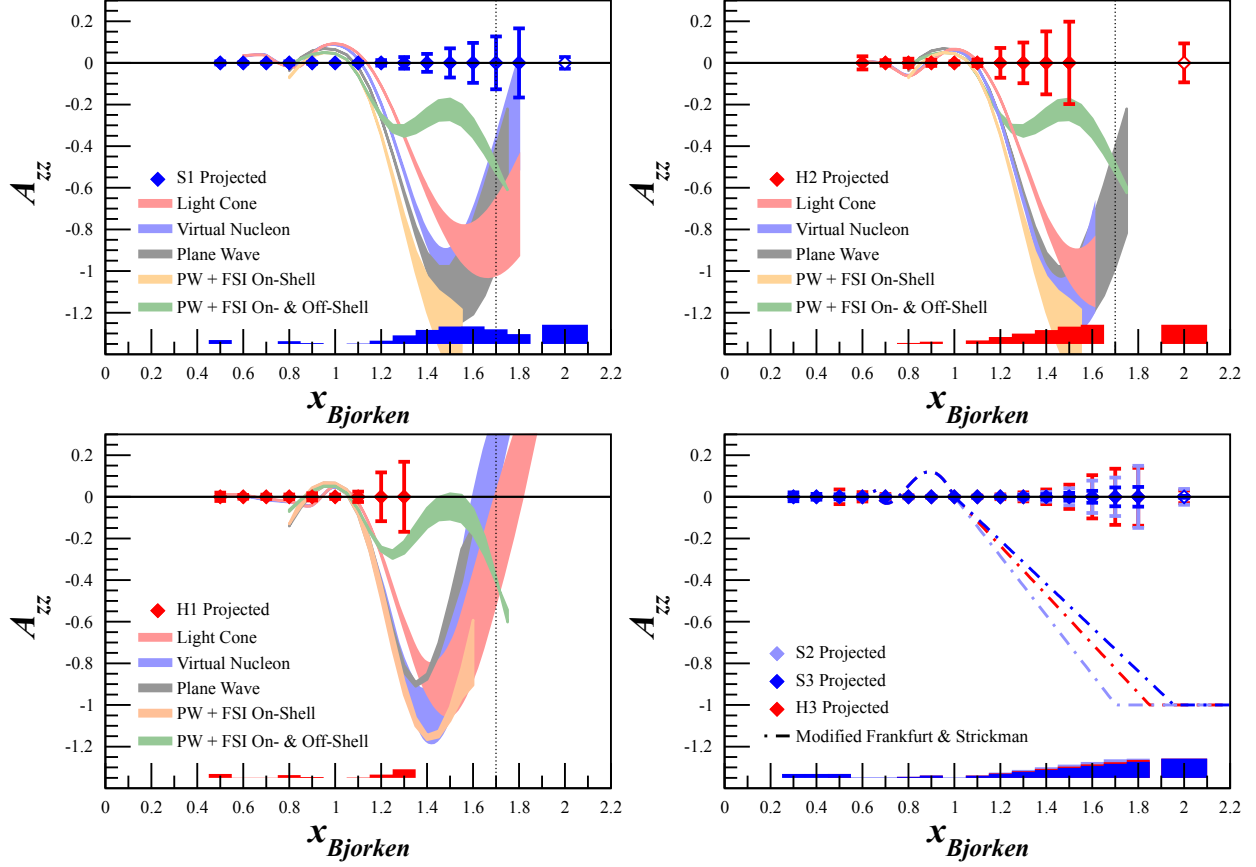 0.2
0
-0.2
-0.4
-0.6
-0.8
-1
-1.2
A_zz
S1 Projected
Light Cone
Virtual Nucleon
Plane Wave
PW + FSI On-Shell
PW + FSI On- & Off-Shell
0 0.2 0.4 0.6 0.8 1 1.2 1.4 1.6 1.8 2 2.2
x_Bjorken
0.2
0
-0.2
-0.4
-0.6
-0.8
-1
-1.2
A_zz
H2 Projected
Light Cone
Virtual Nucleon
Plane Wave
PW + FSI On-Shell
PW + FSI On- & Off-Shell
0 0.2 0.4 0.6 0.8 1 1.2 1.4 1.6 1.8 2 2.2
x_Bjorken
0.2
0
-0.2
-0.4
-0.6
-0.8
-1
-1.2
A_zz
H1 Projected
Light Cone
Virtual Nucleon
Plane Wave
PW + FSI On-Shell
PW + FSI On- & Off-Shell
0 0.2 0.4 0.6 0.8 1 1.2 1.4 1.6 1.8 2 2.2
x_Bjorken
0.2
0
-0.2
-0.4
-0.6
-0.8
-1
-1.2
A_zz
S2 Projected
S3 Projected
H3 Projected
Modified Frankfurt & Strickman
0 0.2 0.4 0.6 0.8 1 1.2 1.4 1.6 1.8 2 2.2
x_Bjorken